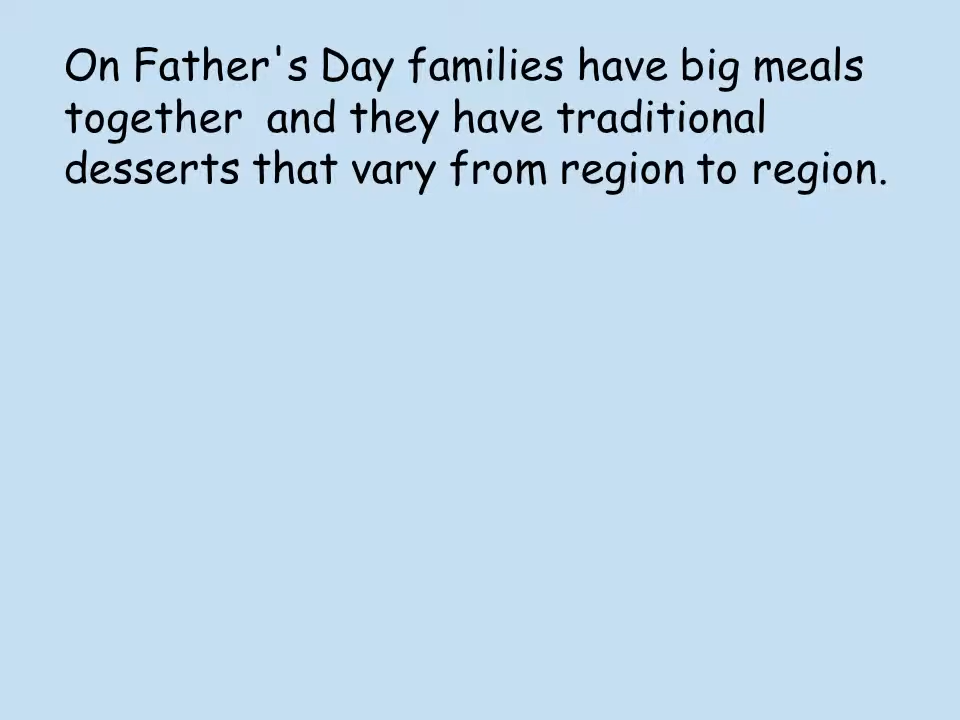 On Father's Day families have big meals
together  and they have traditional
desserts that vary from region to region.